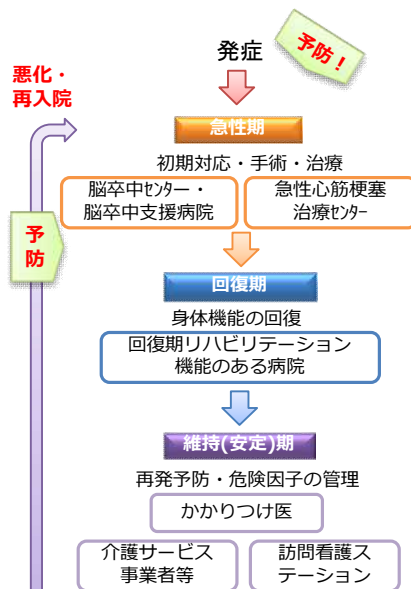 発症
予防！
悪化・
再入院
急性期
初期対応・手術・治療
脳卒中ｾﾝﾀｰ・
脳卒中支援病院
急性心筋梗塞
治療ｾﾝﾀｰ
予
防
回復期
身体機能の回復
回復期リハビリテーション
機能のある病院
維持(安定)期
再発予防・危険因子の管理
かかりつけ医
介護サービス
事業者等
訪問看護ス
テーション